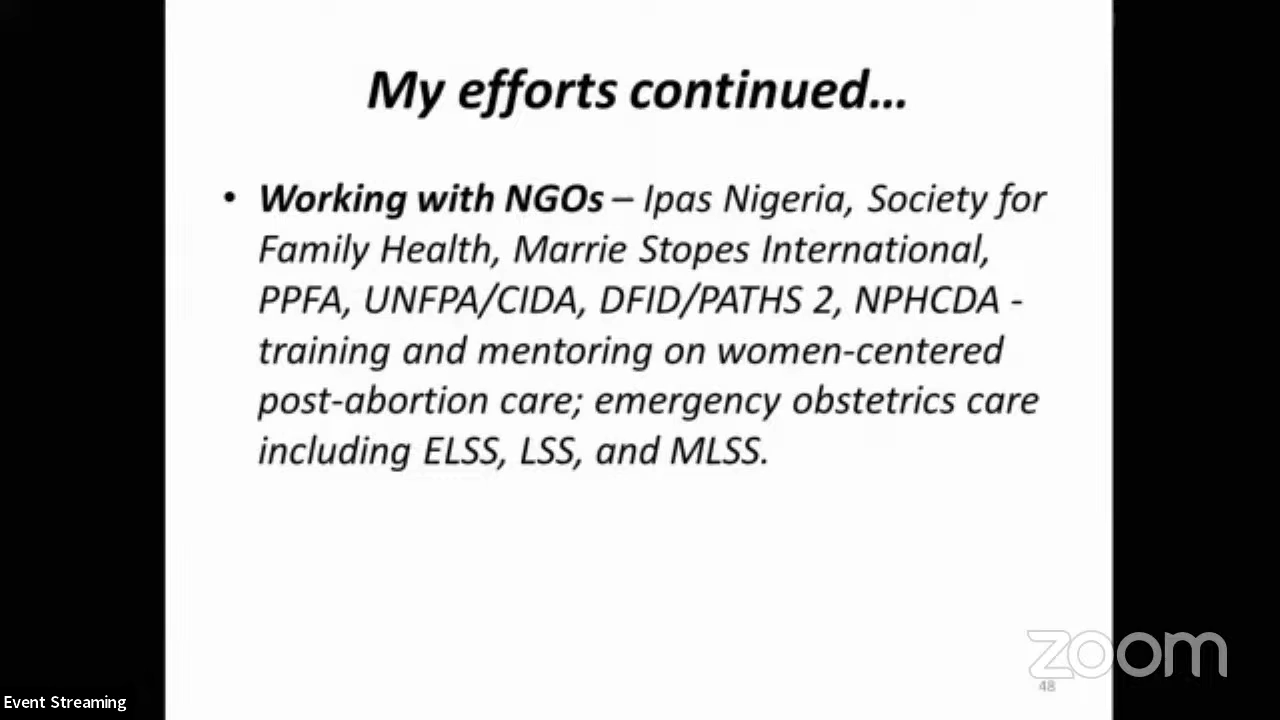 My efforts continued...
• Working with NGOs – Ipas Nigeria, Society for
Family Health, Marrie Stopes International,
PPFA, UNFPA/CIDA, DFID/PATHS 2, NPHCDA -
training and mentoring on women-centered
post-abortion care; emergency obstetrics care
including ELSS, LSS, and MLSS.
zoom
48
Event Streaming